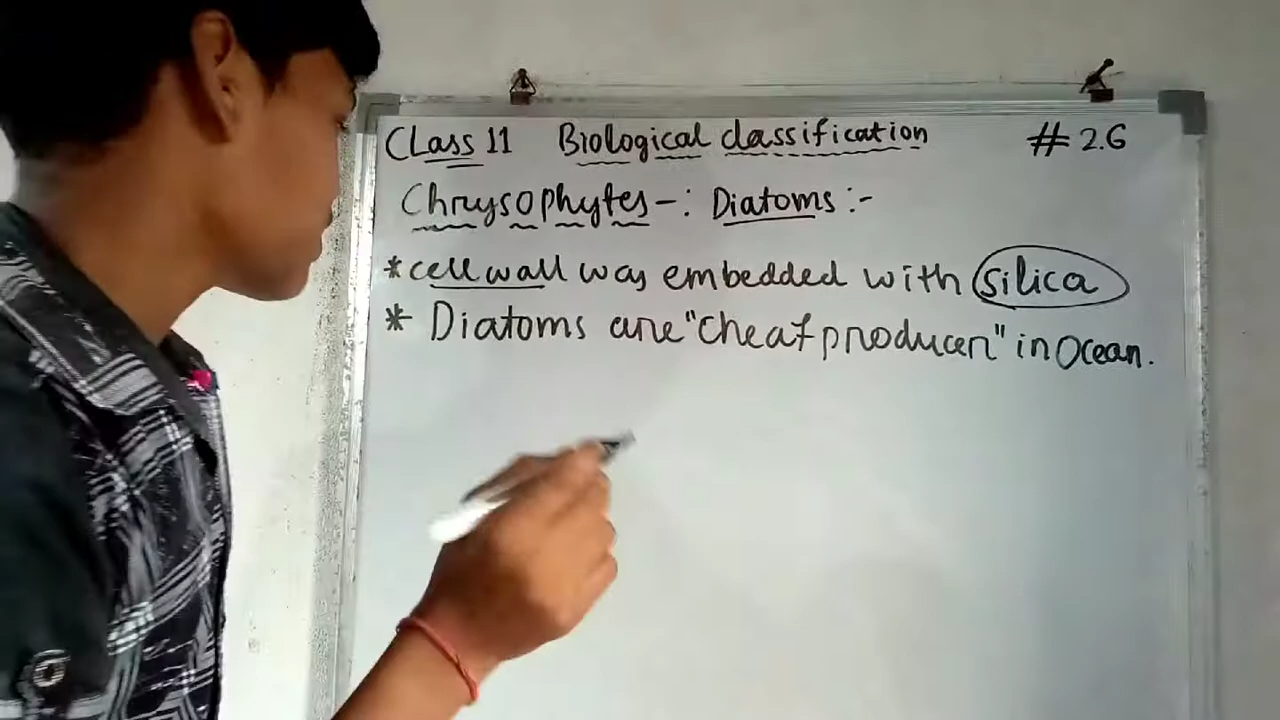 Class 11 Biological classification # 2.6
Chrysophytes -: Diatoms :-
* cell wall was embedded with silica
* Diatoms are "cheaf producer" in Ocean.